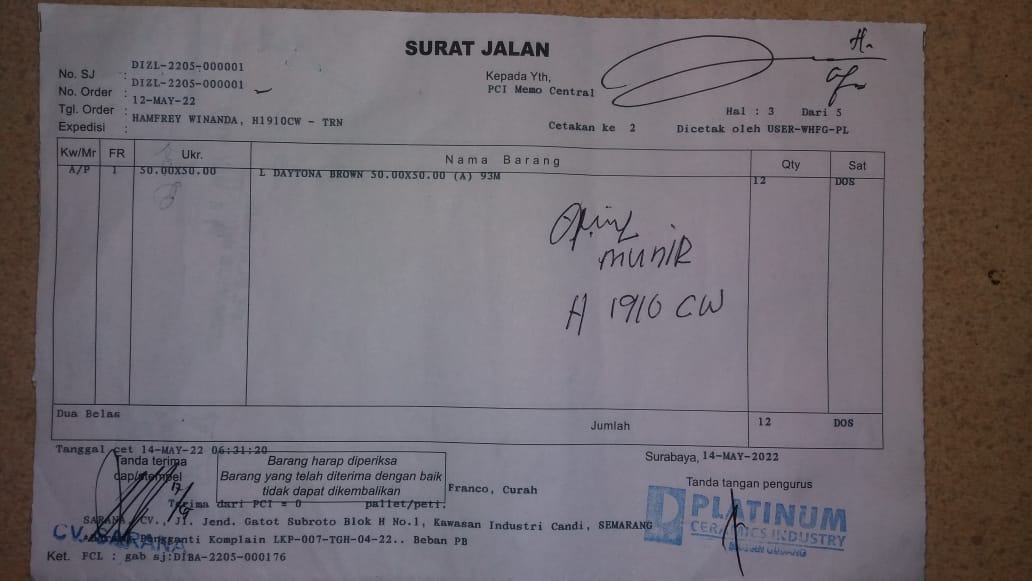 SURAT JALAN
No. SJ : DIZL-2205-000001
No. Order : DIZL-2205-000001
Tgl. Order : 12-MAY-22
Expedisi : HAMFREY WINANDA, H1910CW - TRN
Kepada Yth,
PCI Memo Central
H.
Hal : 3 Dari 5
Cetakan ke 2 Dicetak oleh USER-WHFG-PL
Kw/Mr FR Ukr. Nama Barang Qty Sat
A/P 1 50.00X50.00 L DAYTONA BROWN 50.00X50.00 (A) 93M 12 DOS
MUNIR
H 1910 CW
Dua Belas Jumlah 12 DOS
Tanggal cet 14-MAY-22 06:31:20
Tanda terima
cap/stempel
Barang harap diperiksa
Barang yang telah diterima dengan baik
tidak dapat dikembalikan
Franco, Curah
Surabaya, 14-MAY-2022
Tanda tangan pengurus
Terima dari PCI = 0 pallet/peti.
SARANA, CV., Jl. Jend. Gatot Subroto Blok H No.1, Kawasan Industri Candi, SEMARANG
Pengganti Komplain LKP-007-TGH-04-22.. Beban PB
Ket. FCL : gab sj:DIBA-2205-000176
CV. SARANA
PLATINUM
CERAMICS INDUSTRY